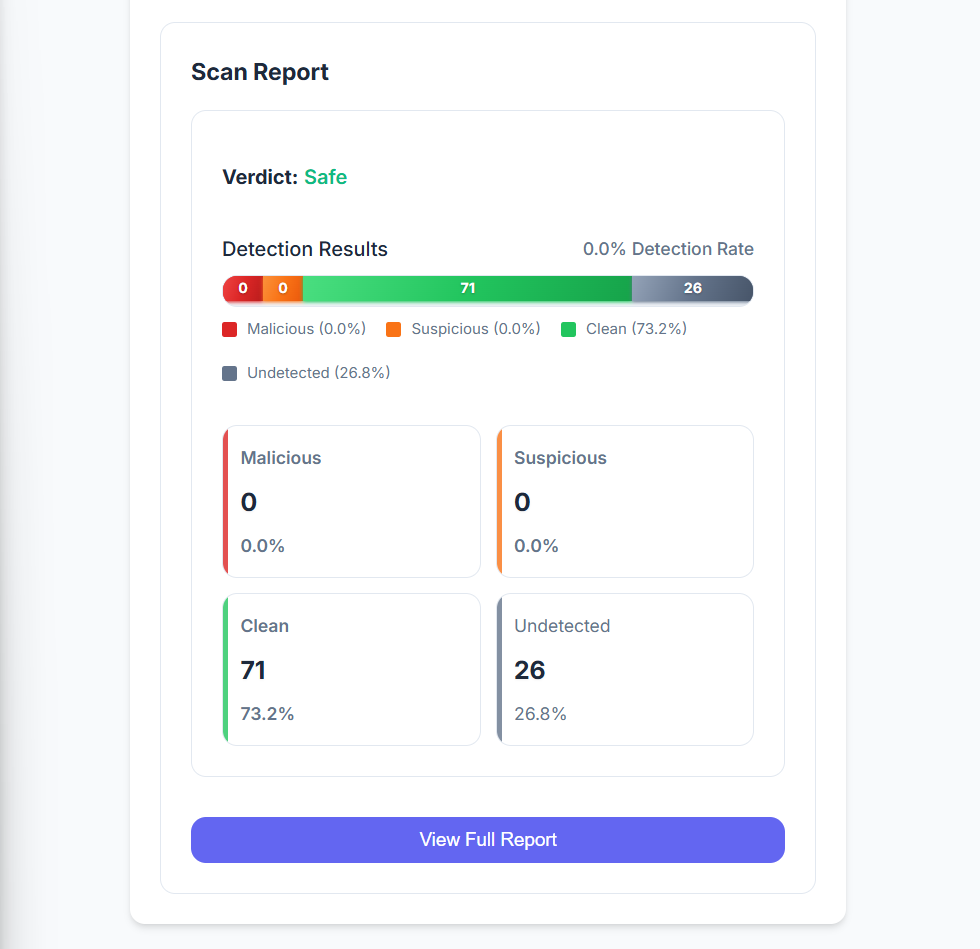 Scan Report
Verdict: Safe
Detection Results 0.0% Detection Rate
0 0 71 26
Malicious (0.0%) Suspicious (0.0%) Clean (73.2%)
Undetected (26.8%)
Malicious
0
0.0%
Suspicious
0
0.0%
Clean
71
73.2%
Undetected
26
26.8%
View Full Report